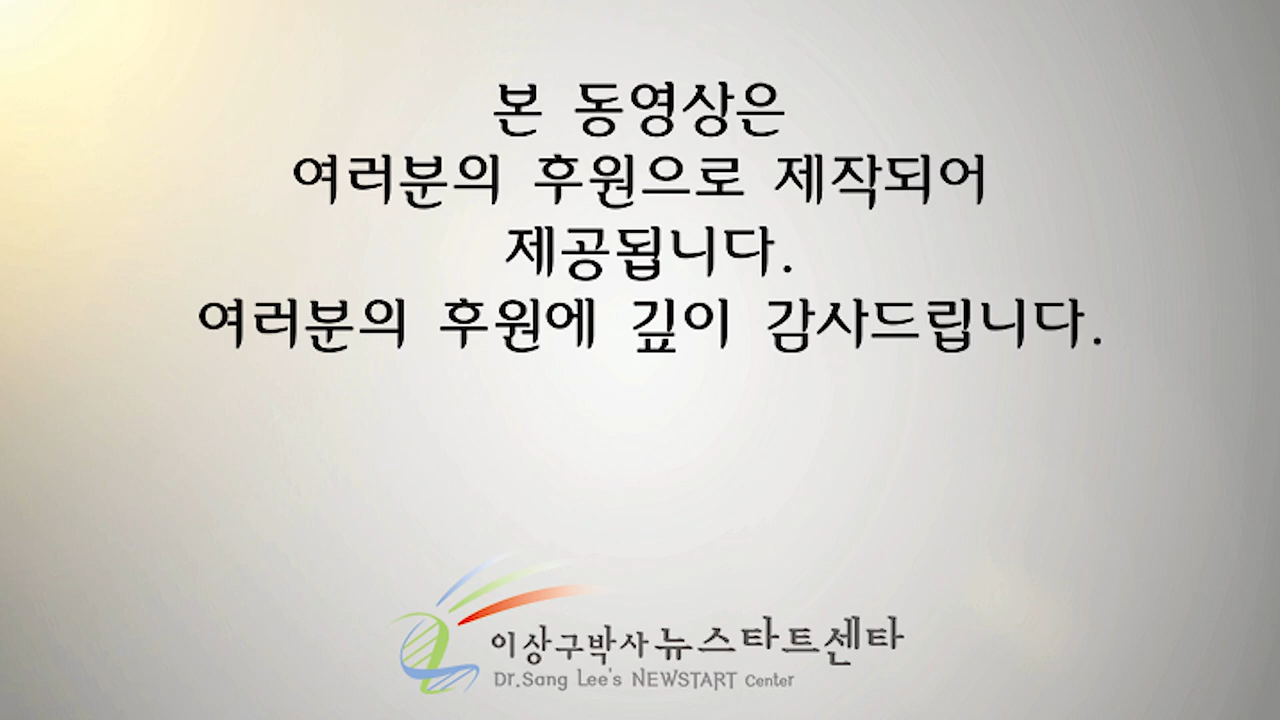 본 동영상은
여러분의 후원으로 제작되어
제공됩니다.
여러분의 후원에 깊이 감사드립니다.
이상구박사 뉴스타트센타
Dr.Sang Lee's NEWSTART Center